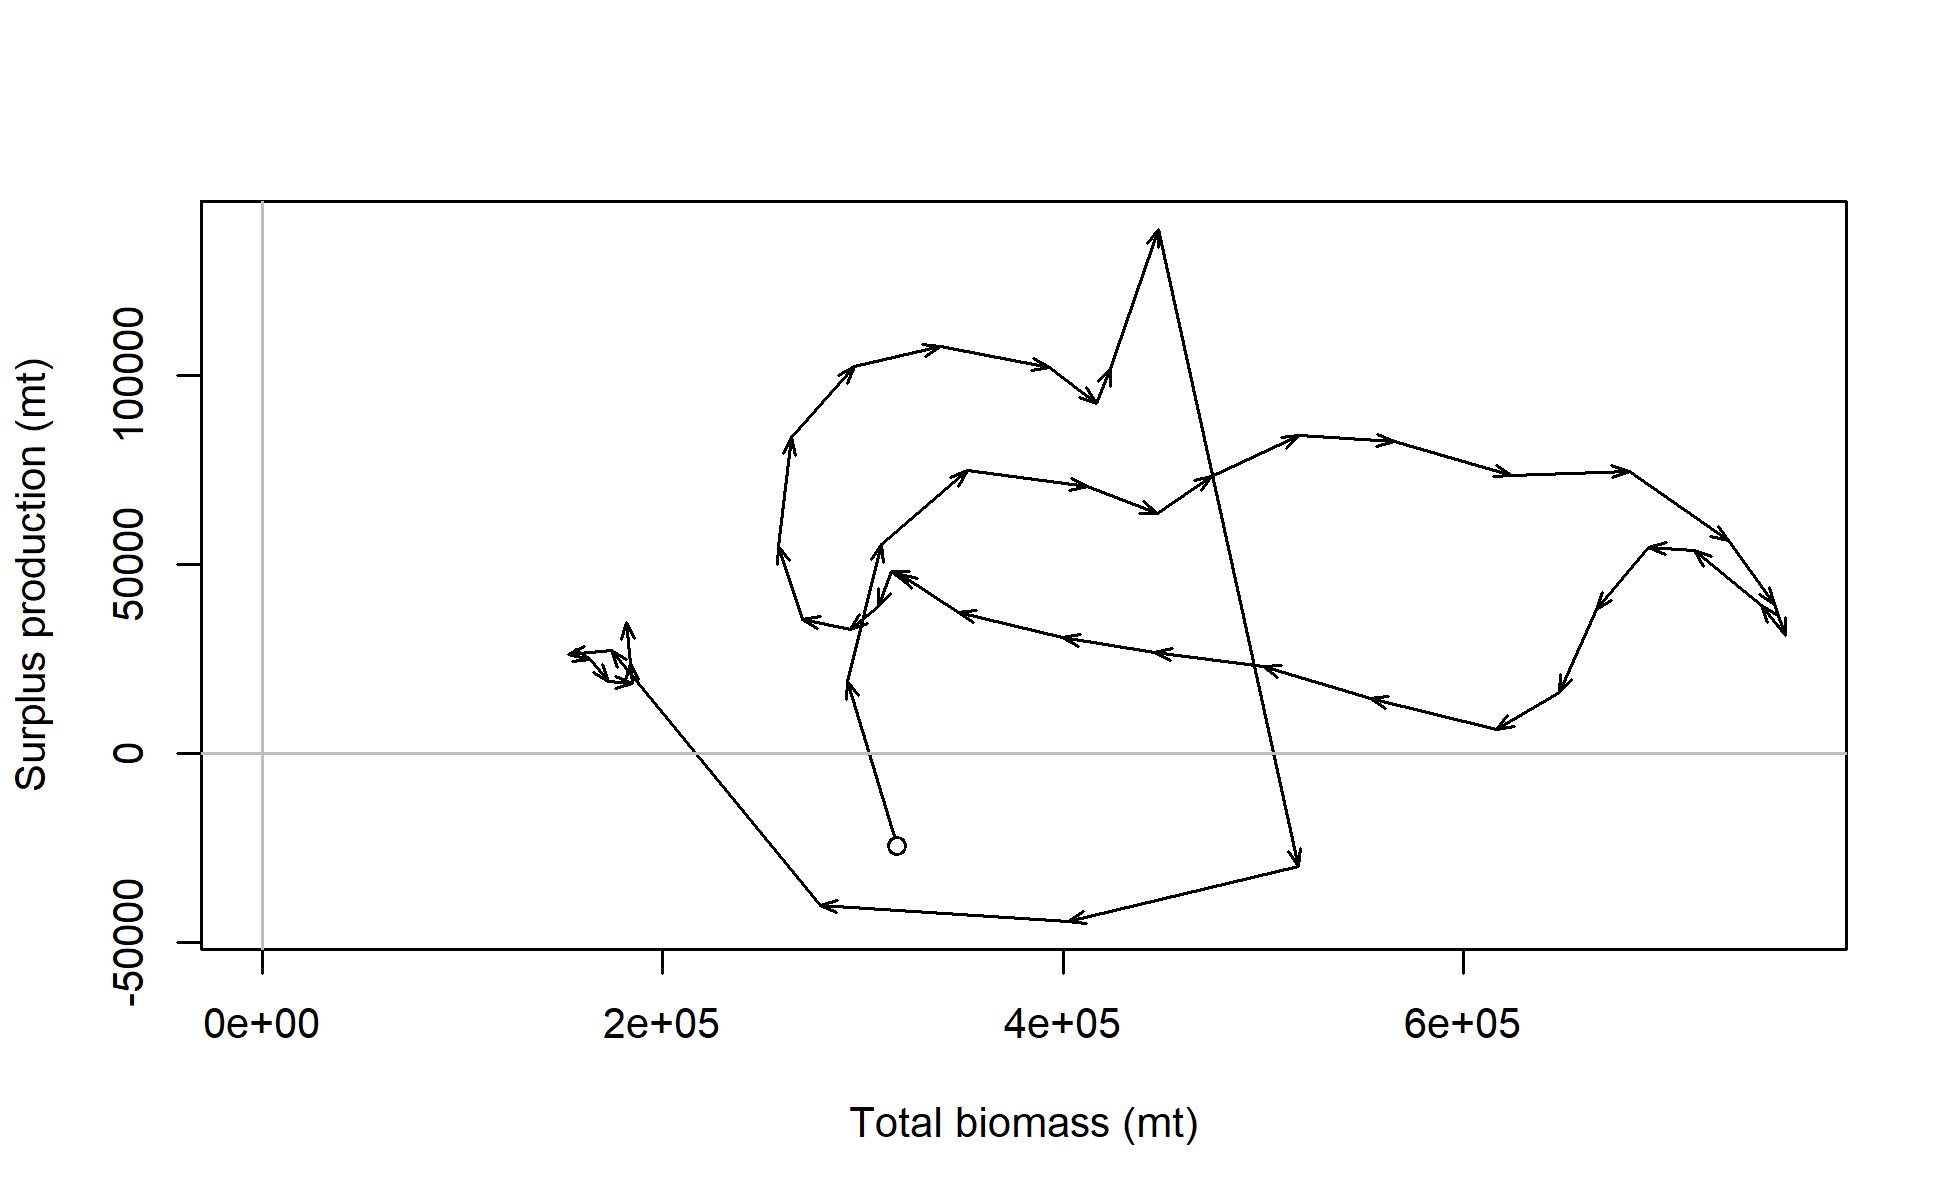 Surplus production (mt)
100000
50000
0
-50000
0e+00 2e+05 4e+05 6e+05
Total biomass (mt)